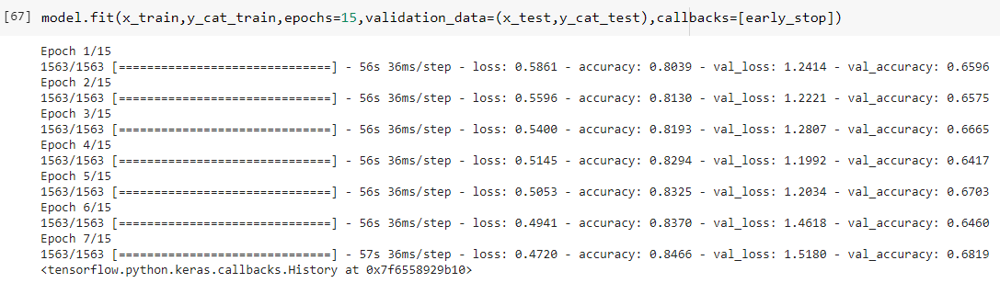 [67] model.fit(x_train,y_cat_train,epochs=15,validation_data=(x_test,y_cat_test),callbacks=[early_stop])
Epoch 1/15
1563/1563 [==============================] - 56s 36ms/step - loss: 0.5861 - accuracy: 0.8039 - val_loss: 1.2414 - val_accuracy: 0.6596
Epoch 2/15
1563/1563 [==============================] - 56s 36ms/step - loss: 0.5596 - accuracy: 0.8130 - val_loss: 1.2221 - val_accuracy: 0.6575
Epoch 3/15
1563/1563 [==============================] - 56s 36ms/step - loss: 0.5400 - accuracy: 0.8193 - val_loss: 1.2807 - val_accuracy: 0.6665
Epoch 4/15
1563/1563 [==============================] - 56s 36ms/step - loss: 0.5145 - accuracy: 0.8294 - val_loss: 1.1992 - val_accuracy: 0.6417
Epoch 5/15
1563/1563 [==============================] - 56s 36ms/step - loss: 0.5053 - accuracy: 0.8325 - val_loss: 1.2034 - val_accuracy: 0.6703
Epoch 6/15
1563/1563 [==============================] - 56s 36ms/step - loss: 0.4941 - accuracy: 0.8370 - val_loss: 1.4618 - val_accuracy: 0.6460
Epoch 7/15
1563/1563 [==============================] - 57s 36ms/step - loss: 0.4720 - accuracy: 0.8466 - val_loss: 1.5180 - val_accuracy: 0.6819
<tensorflow.python.keras.callbacks.History at 0x7f6558929b10>